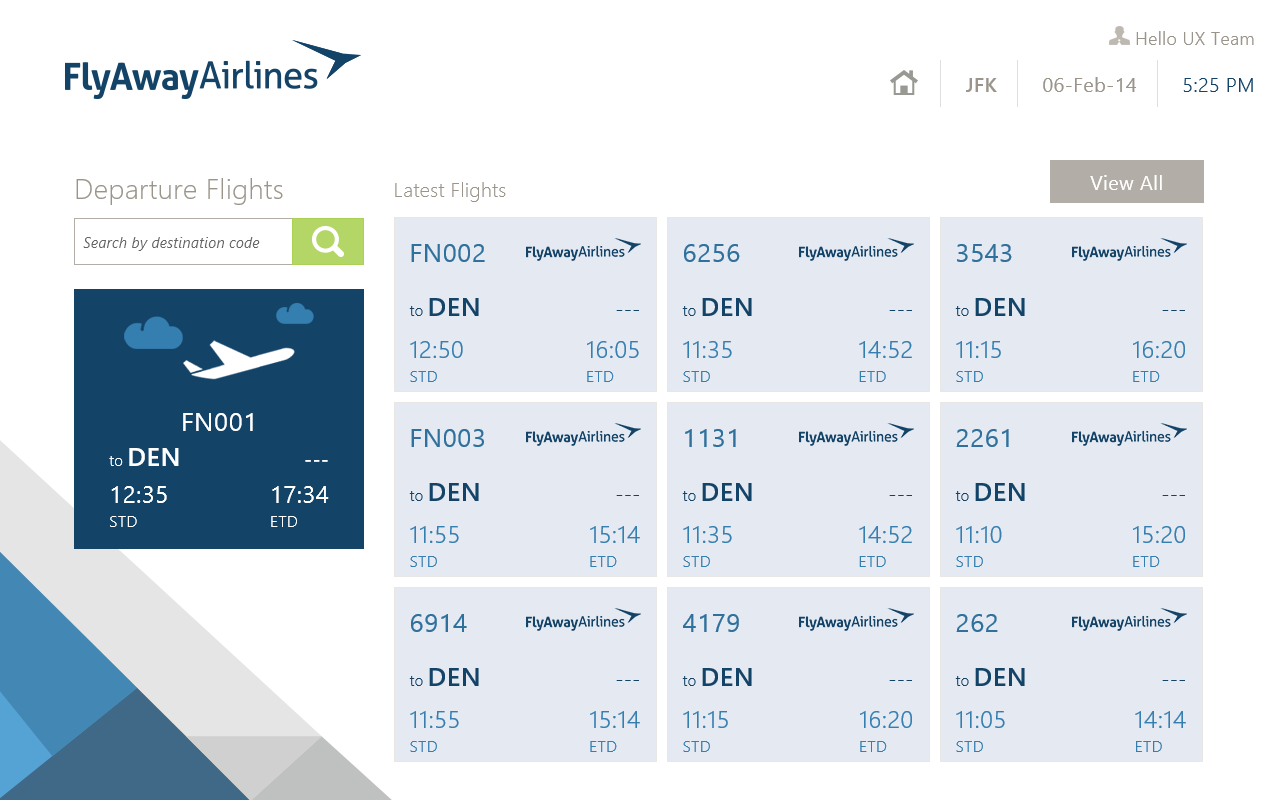 FlyAwayAirlines
Hello UX Team
JFK
06-Feb-14
5:25 PM
Departure Flights
Search by destination code
FN001
to DEN ---
12:35 17:34
STD ETD
Latest Flights
View All
FN002 FlyAwayAirlines
to DEN ---
12:50 16:05
STD ETD
6256 FlyAwayAirlines
to DEN ---
11:35 14:52
STD ETD
3543 FlyAwayAirlines
to DEN ---
11:15 16:20
STD ETD
FN003 FlyAwayAirlines
to DEN ---
11:55 15:14
STD ETD
1131 FlyAwayAirlines
to DEN ---
11:35 14:52
STD ETD
2261 FlyAwayAirlines
to DEN ---
11:10 15:20
STD ETD
6914 FlyAwayAirlines
to DEN ---
11:55 15:14
STD ETD
4179 FlyAwayAirlines
to DEN ---
11:15 16:20
STD ETD
262 FlyAwayAirlines
to DEN ---
11:05 14:14
STD ETD